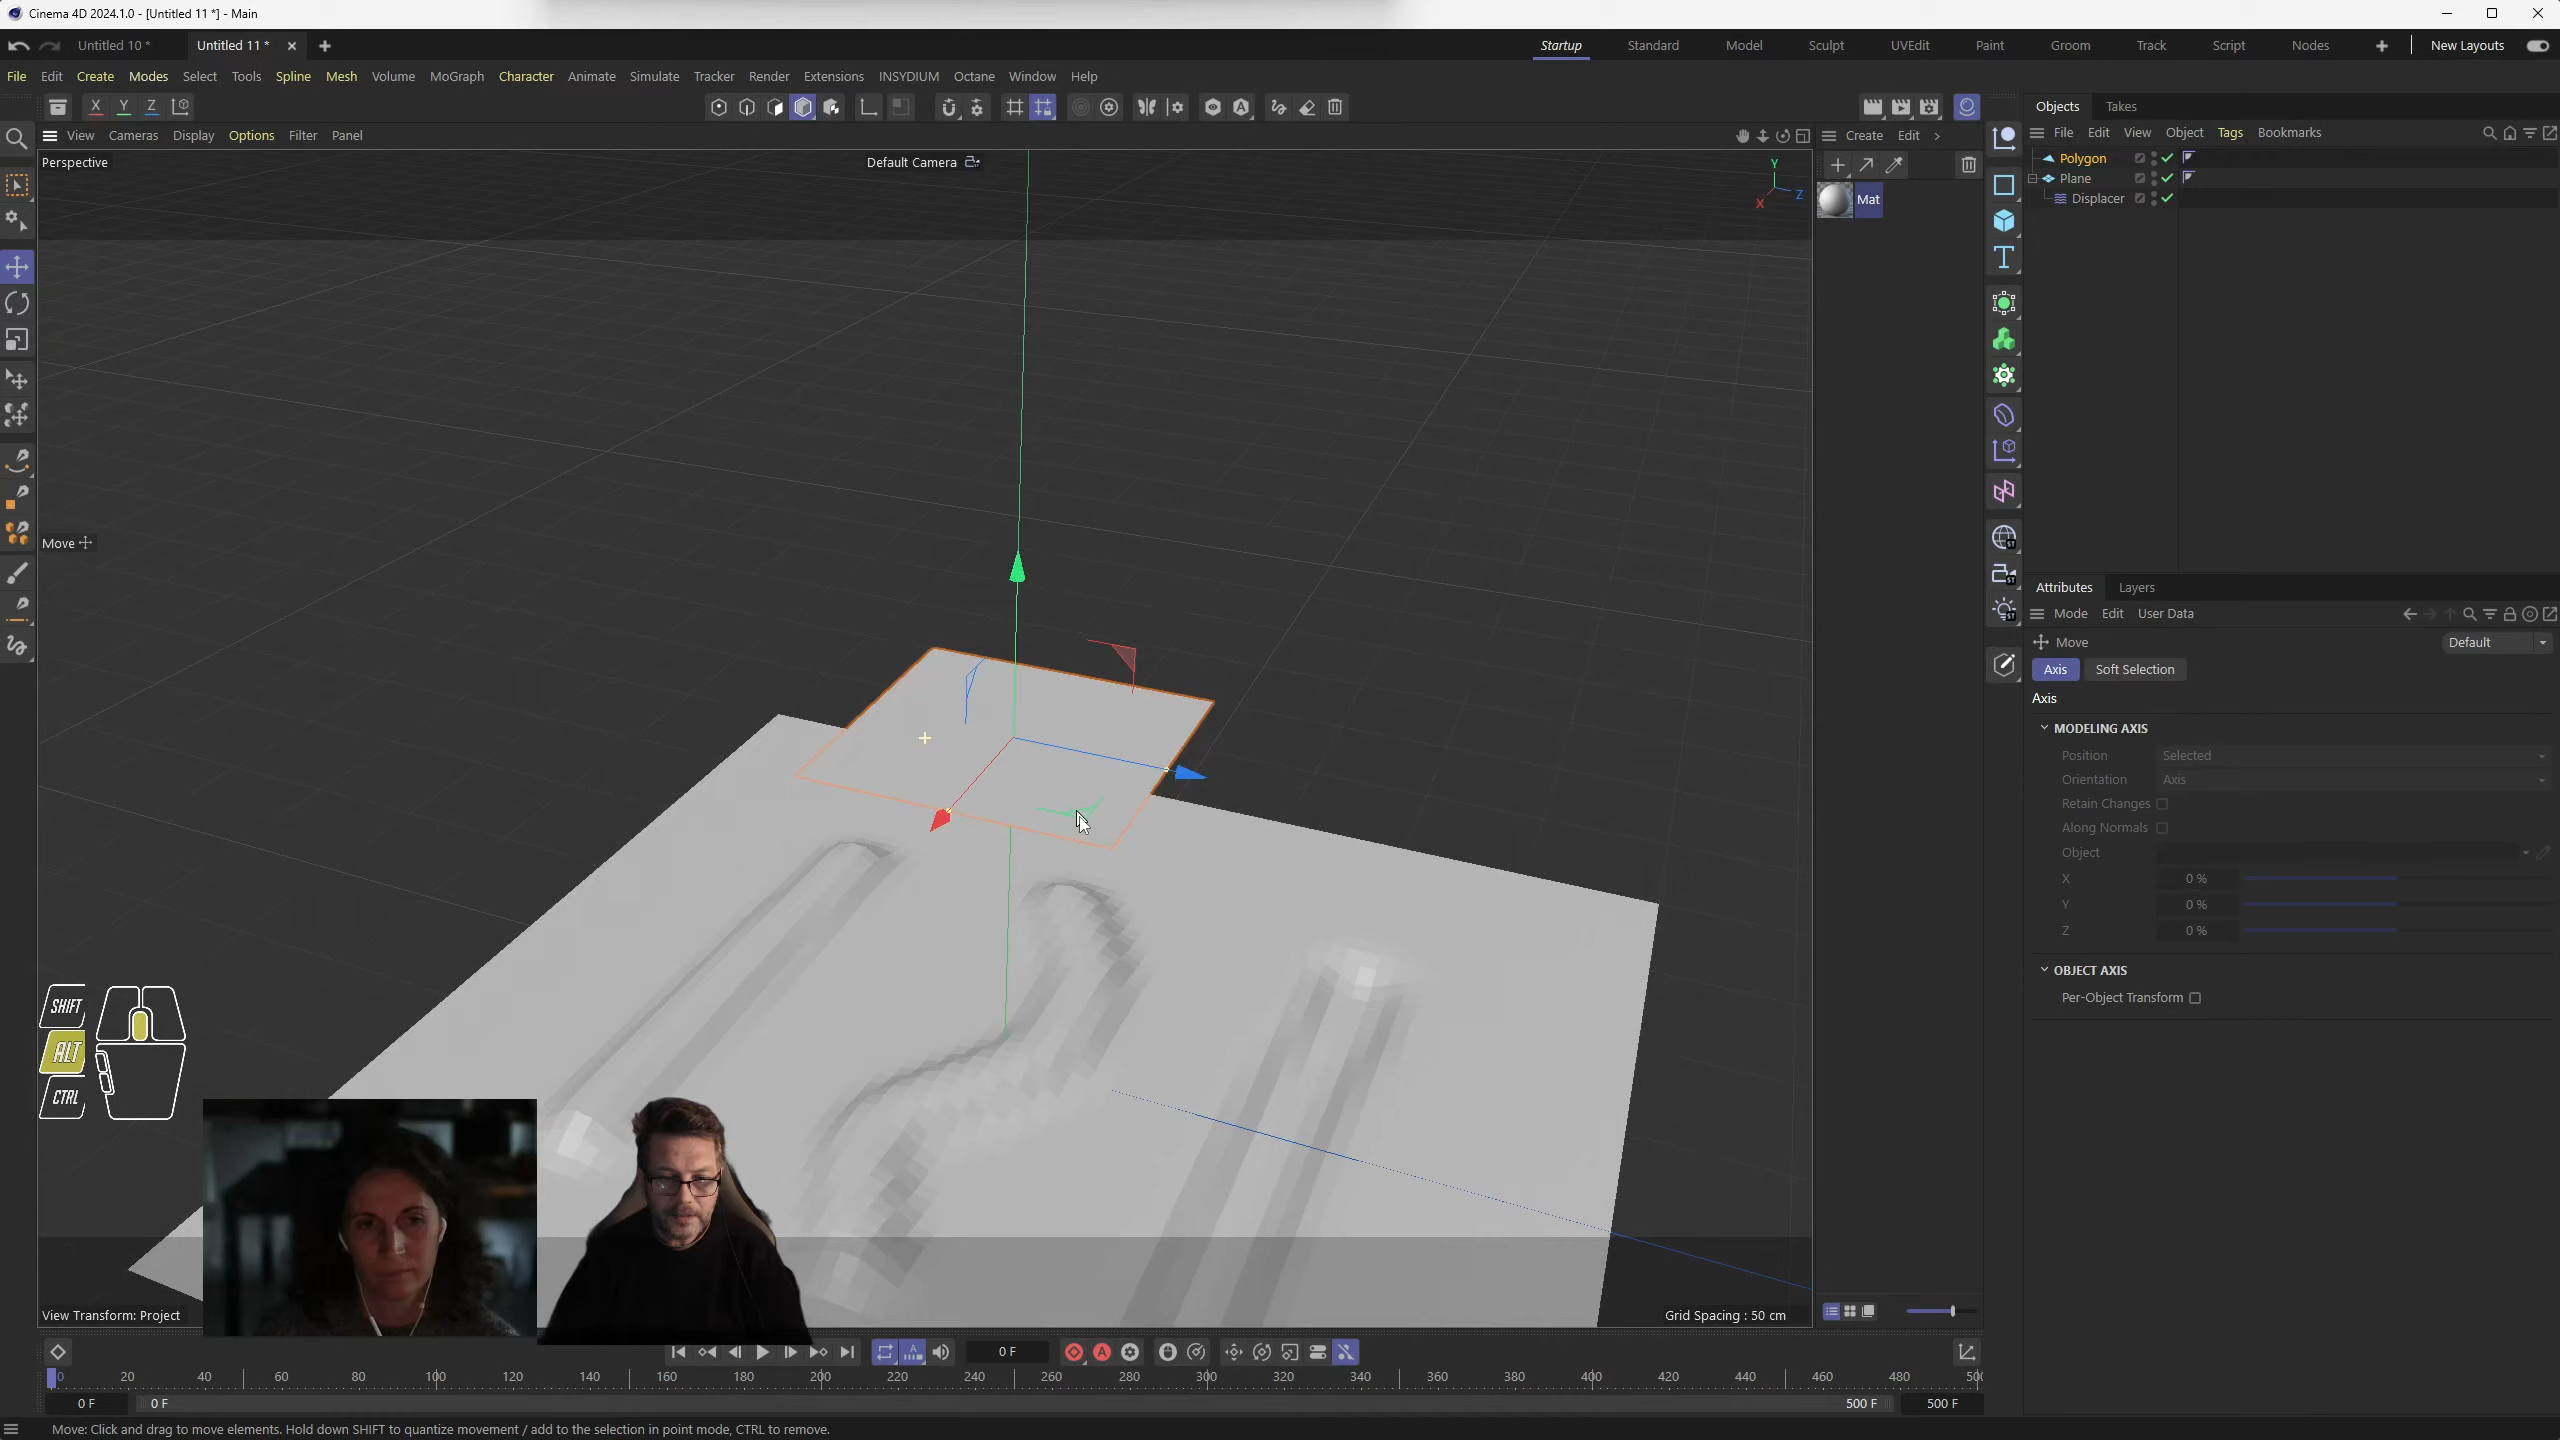 Cinema 4D 2024.1.0 - [Untitled 11 *] - Main
Untitled 10 *
Untitled 11 *
Startup Standard Model Sculpt UVEdit Paint Groom Track Script Nodes New Layouts
File Edit Create Modes Select Tools Spline Mesh Volume MoGraph Character Animate Simulate Tracker Render Extensions INSYDIUM Octane Window Help
X Y Z
View Cameras Display Options Filter Panel
Create Edit
Objects Takes
File Edit View Object Tags Bookmarks
Perspective
Default Camera
Y
Z
X
Mat
Polygon
Plane
Displacer
Move
Attributes Layers
Mode Edit User Data
Move
Default
Axis Soft Selection
Axis
MODELING AXIS
Position Selected
Orientation Axis
Retain Changes
Along Normals
Object
X 0 %
Y 0 %
Z 0 %
OBJECT AXIS
Per-Object Transform
SHIFT
ALT
CTRL
View Transform: Project
Grid Spacing : 50 cm
0 F
0 20 40 60 80 100 120 140 160 180 200 220 240 260 280 300 320 340 360 380 400 420 440 460 480 500
0 F 0 F 500 F 500 F
Move: Click and drag to move elements. Hold down SHIFT to quantize movement / add to the selection in point mode, CTRL to remove.